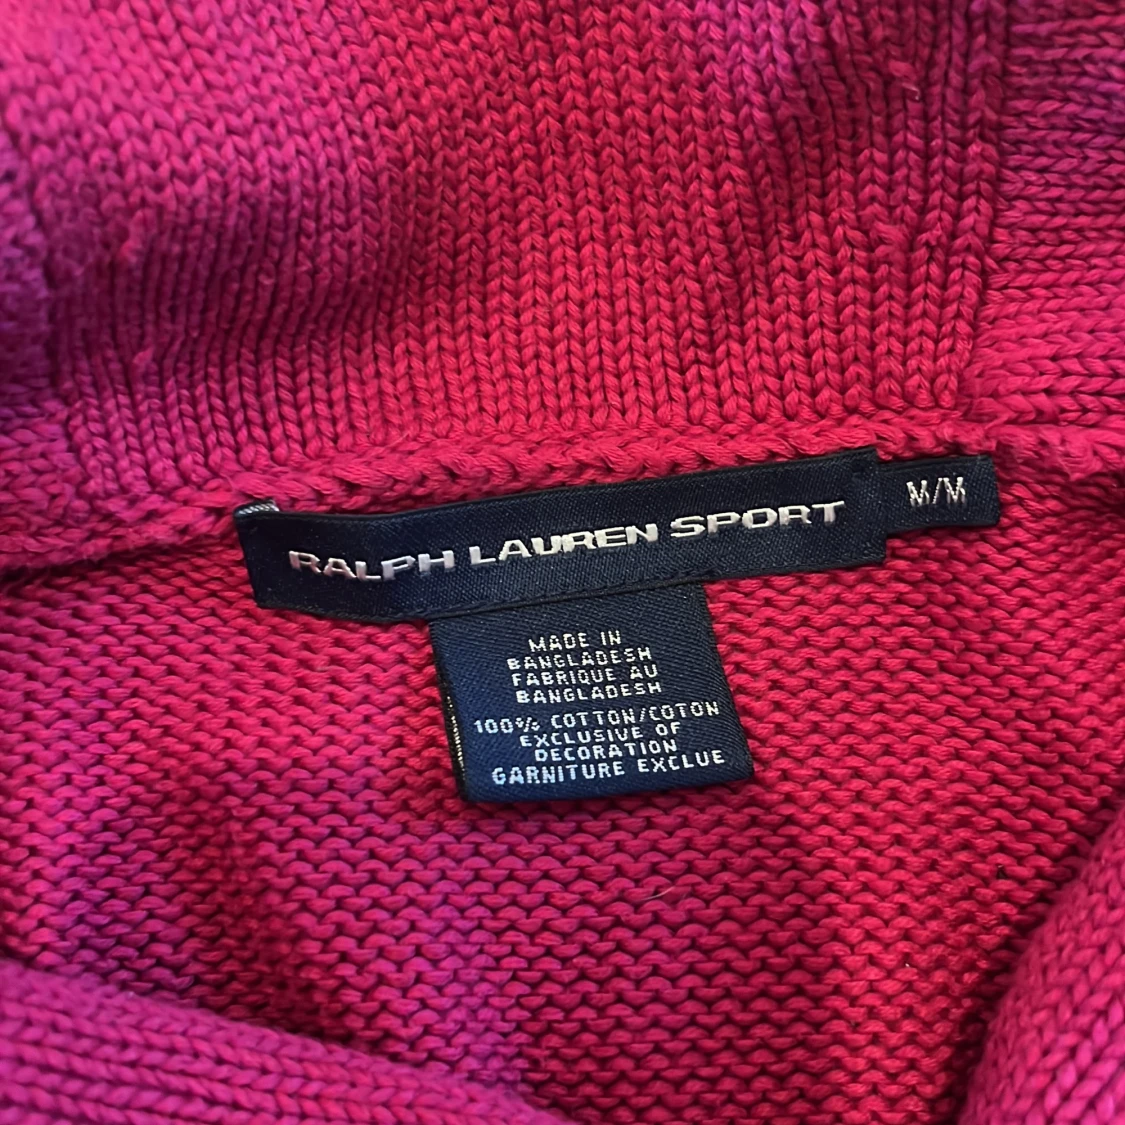 RALPH LAUREN SPORT
M/M
MADE IN
BANGLADESH
FABRIQUE AU
BANGLADESH
100% COTTON/COTON
EXCLUSIVE OF
DECORATION
GARNITURE EXCLUE